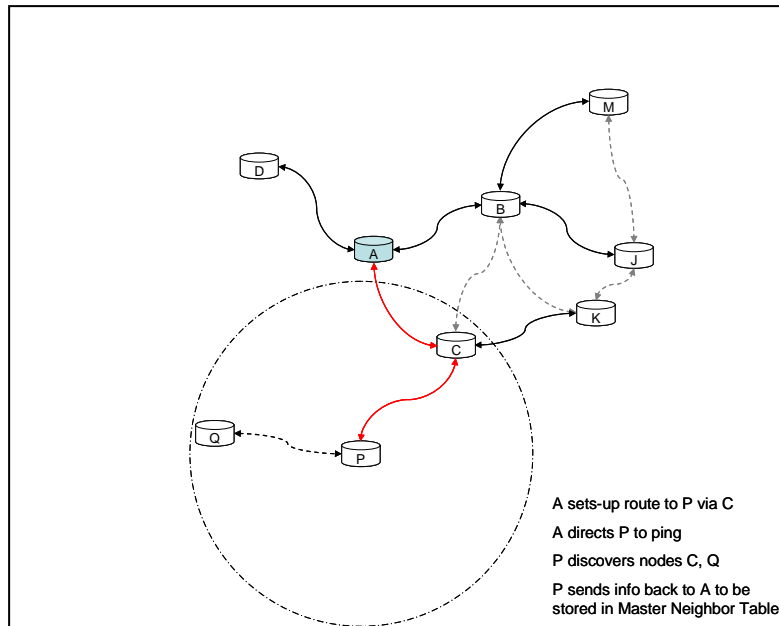 M
D
B
A
J
K
C
Q
P
A sets-up route to P via C
A directs P to ping
P discovers nodes C, Q
P sends info back to A to be
stored in Master Neighbor Table